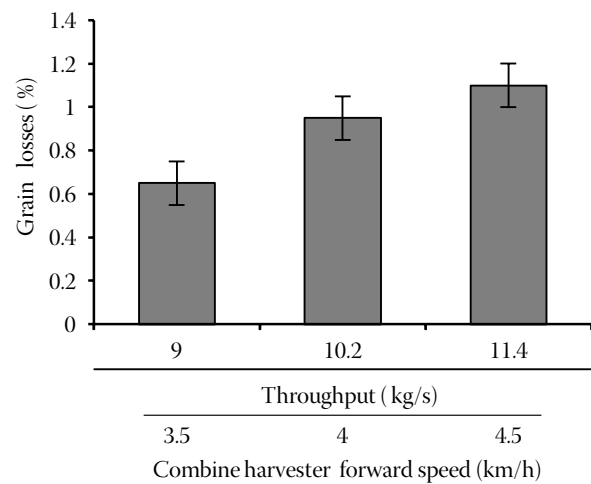 1.4
1.2
1
0.8
0.6
0.4
0.2
0
Grain losses (%)
9 10.2 11.4
Throughput (kg/s)
3.5 4 4.5
Combine harvester forward speed (km/h)